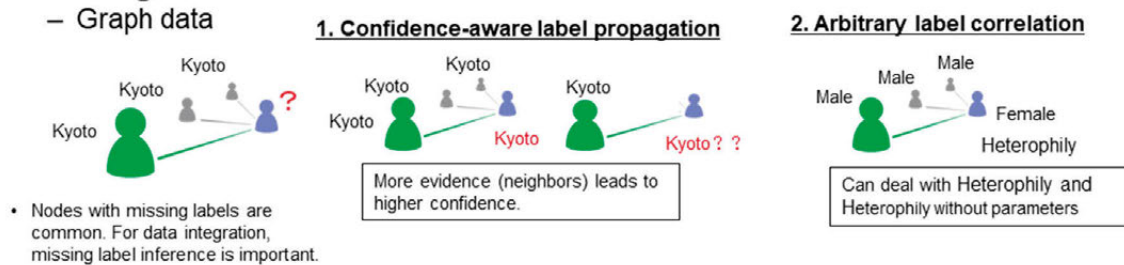 – Graph data
Kyoto
Kyoto
Kyoto
?
• Nodes with missing labels are
common. For data integration,
missing label inference is important.
1. Confidence-aware label propagation
Kyoto
Kyoto
Kyoto
Kyoto
Kyoto
Kyoto? ?
More evidence (neighbors) leads to
higher confidence.
2. Arbitrary label correlation
Male
Male
Male
Female
Heterophily
Can deal with Heterophily and
Heterophily without parameters